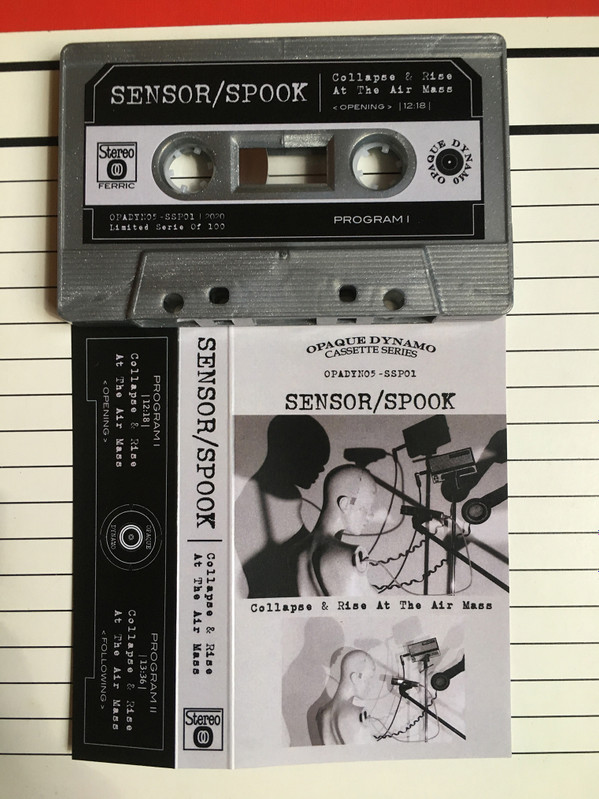 SENSOR/SPOOK
Collapse & Rise
At The Air Mass
<OPENING> |12:18|
Stereo
FERRIC
OPAQUE DYNAMO
OPADYN05-SSP01 | 2020
Limited Serie Of 100
PROGRAM I
PROGRAM I
|12:18|
Collapse & Rise
At The Air Mass
<OPENING>
OPAQUE
DYNAMO
PROGRAM II
|13:36|
Collapse & Rise
At The Air Mass
<FOLLOWING>
SENSOR/SPOOK
Collapse & Rise
At The Air Mass
Stereo
OPAQUE DYNAMO
CASSETTE SERIES
OPADYN05-SSP01
SENSOR/SPOOK
Collapse & Rise At The Air Mass